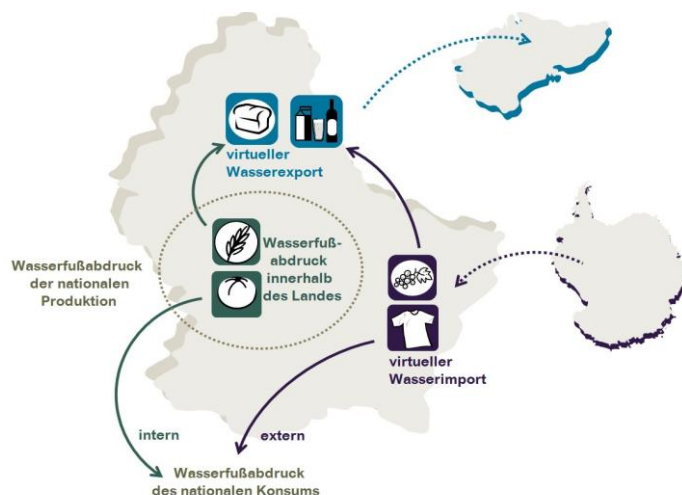 virtueller
Wasserexport
Wasserfuß-
abdruck
innerhalb
des Landes
Wasserfußabdruck
der nationalen
Produktion
virtueller
Wasserimport
intern
extern
Wasserfußabdruck
des nationalen Konsums